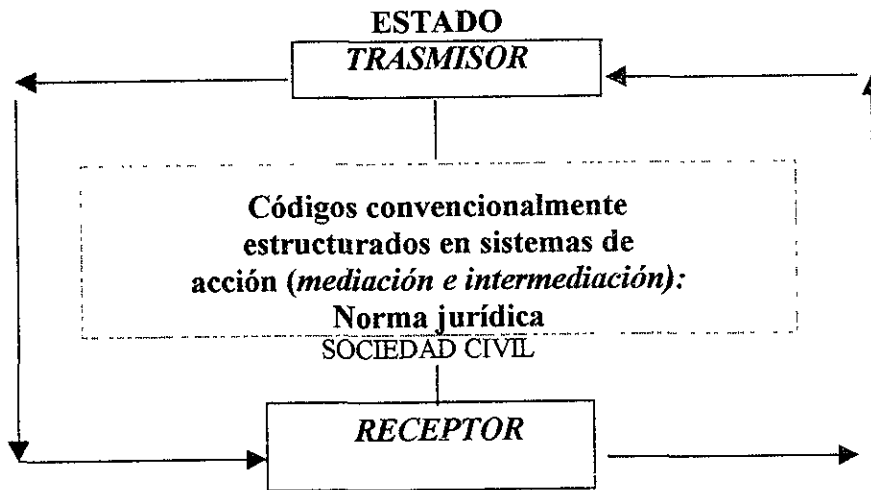 ESTADO
TRASMISOR
Códigos convencionalmente
estructurados en sistemas de
acción (mediación e intermediación):
Norma jurídica
SOCIEDAD CIVIL
RECEPTOR